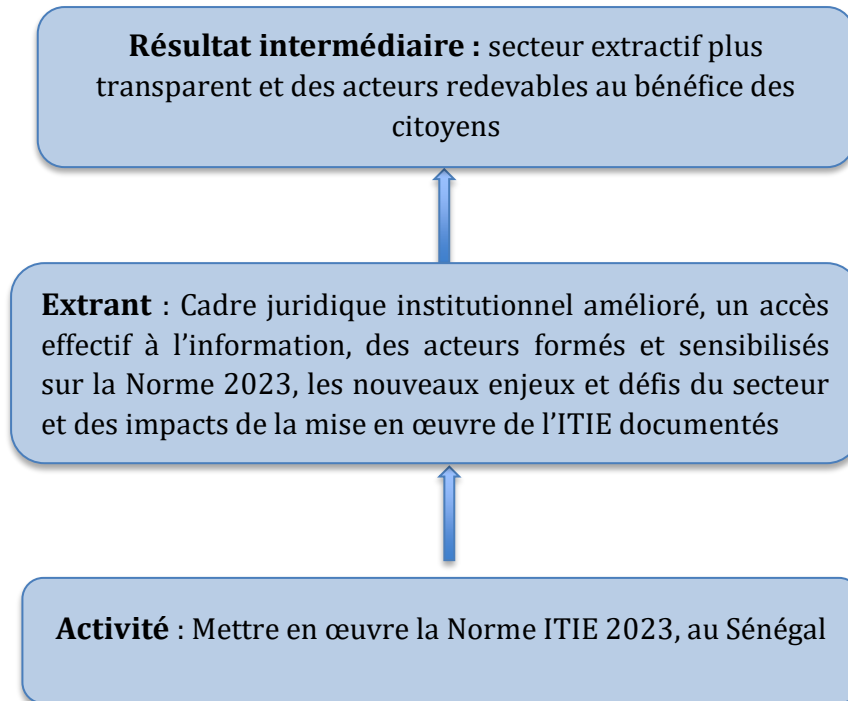 Résultat intermédiaire : secteur extractif plus
transparent et des acteurs redevables au bénéfice des
citoyens
Extrant : Cadre juridique institutionnel amélioré, un accès
effectif à l’information, des acteurs formés et sensibilisés
sur la Norme 2023, les nouveaux enjeux et défis du secteur
et des impacts de la mise en œuvre de l’ITIE documentés
Activité : Mettre en œuvre la Norme ITIE 2023, au Sénégal